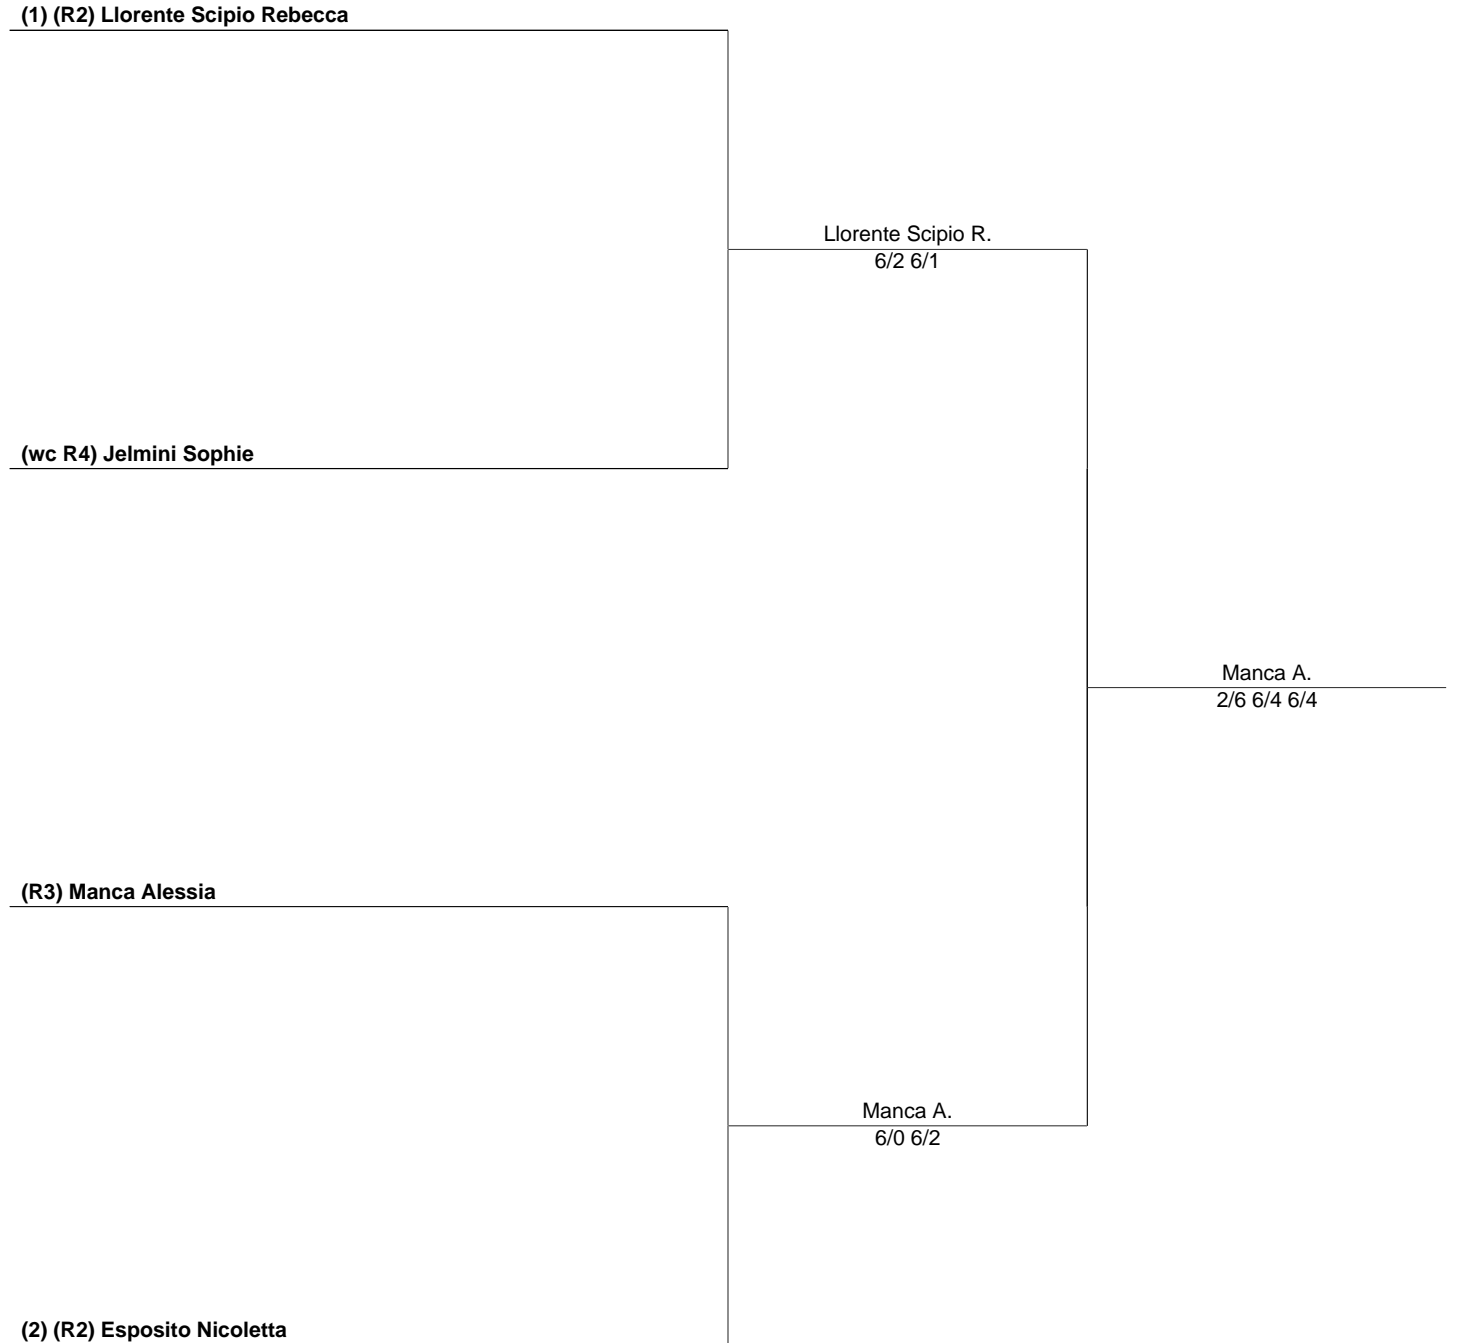 (1) (R2) Llorente Scipio Rebecca
Llorente Scipio R.
6/2 6/1
(wc R4) Jelmini Sophie
Manca A.
2/6 6/4 6/4
(R3) Manca Alessia
Manca A.
6/0 6/2
(2) (R2) Esposito Nicoletta